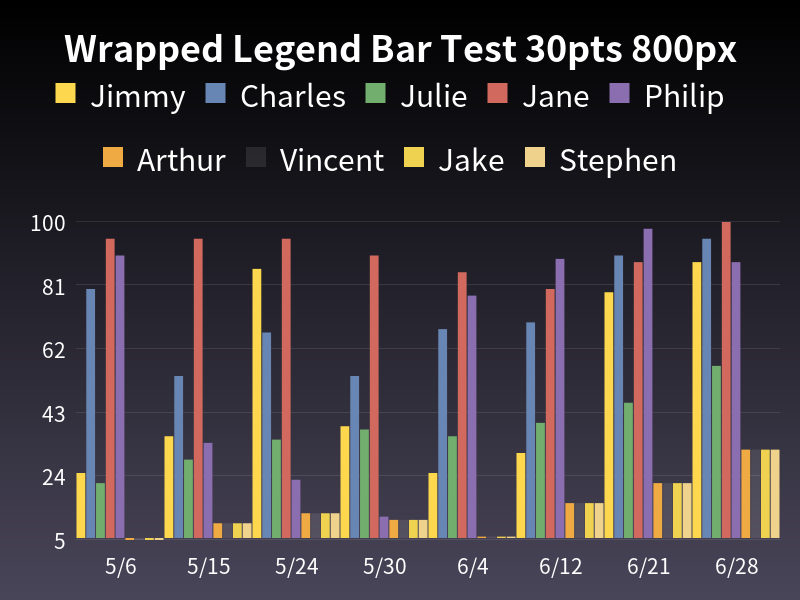 Wrapped Legend Bar Test 30pts 800px
Jimmy Charles Julie Jane Philip
Arthur Vincent Jake Stephen
100
81
62
43
24
5
5/6 5/15 5/24 5/30 6/4 6/12 6/21 6/28